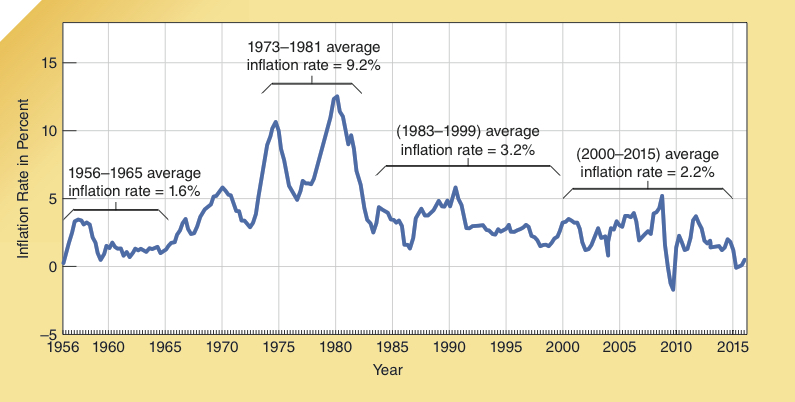 1973–1981 average
inflation rate = 9.2%
(1983–1999) average
inflation rate = 3.2%
(2000–2015) average
inflation rate = 2.2%
1956–1965 average
inflation rate = 1.6%
Inflation Rate in Percent
15
10
5
0
–5
1956 1960 1965 1970 1975 1980 1985 1990 1995 2000 2005 2010 2015
Year